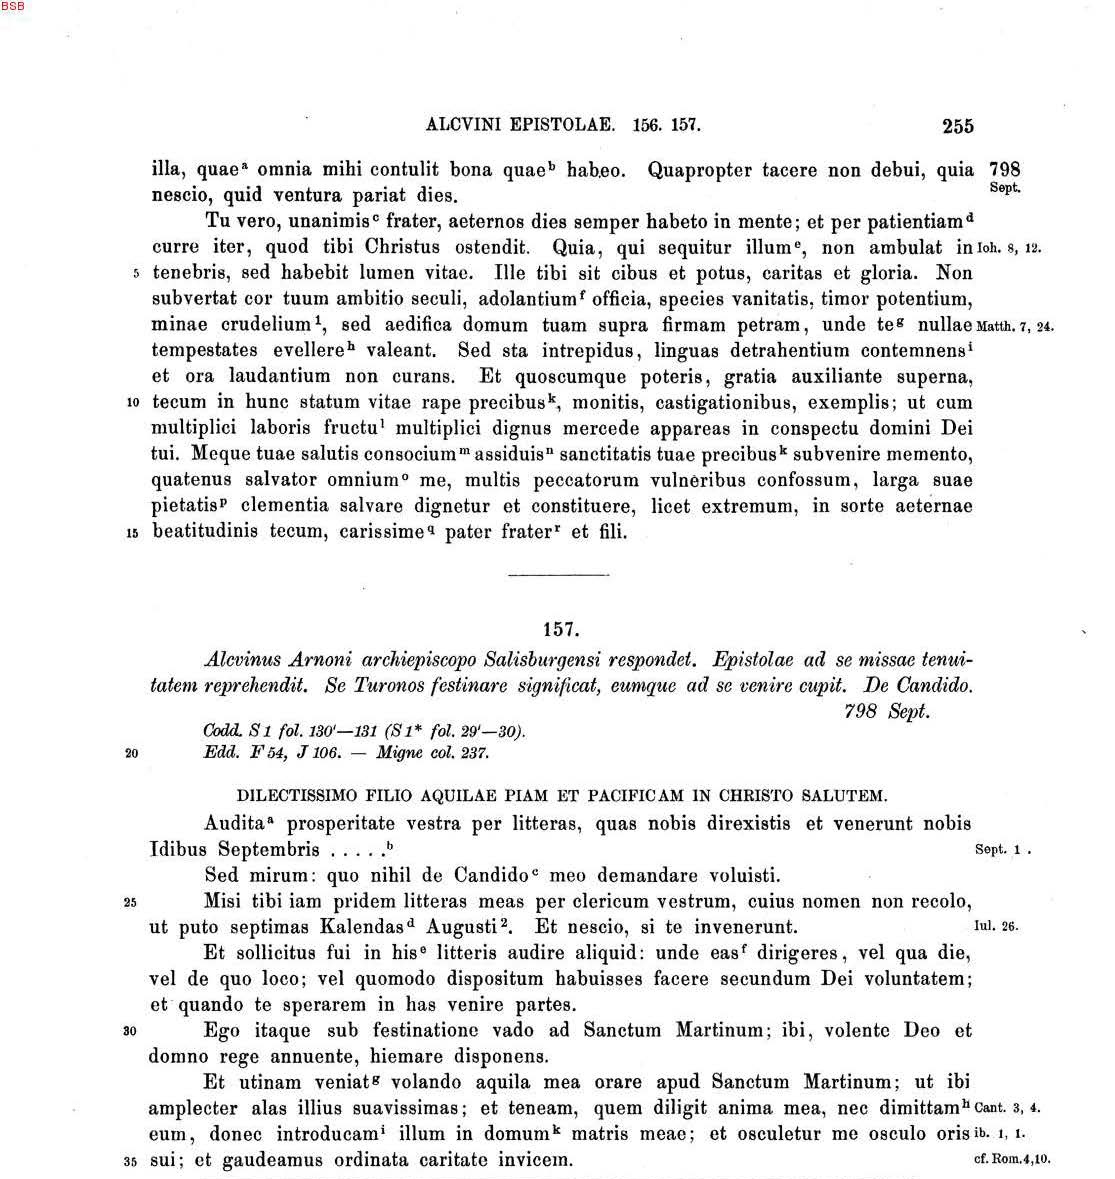 BSB
ALCVINI EPISTOLAE. 156. 157. 255
illa, quae a omnia mihi contulit bona quae b habeo. Quapropter tacere non debui, quia 798
nescio, quid ventura pariat dies. Sept.
Tu vero, unanimis c frater, aeternos dies semper habeto in mente; et per patientiam d
curre iter, quod tibi Christus ostendit. Quia, qui sequitur illum e, non ambulat in Ioh. 8, 12.
5 tenebris, sed habebit lumen vitae. Ille tibi sit cibus et potus, caritas et gloria. Non
subvertat cor tuum ambitio seculi, adolantium f officia, species vanitatis, timor potentium,
minae crudelium 1, sed aedifica domum tuam supra firmam petram, unde te g nullae Matth. 7, 24.
tempestates evellere h valeant. Sed sta intrepidus, linguas detrahentium contemnens i
et ora laudantium non curans. Et quoscumque poteris, gratia auxiliante superna,
10 tecum in hunc statum vitae rape precibus k, monitis, castigationibus, exemplis; ut cum
multiplici laboris fructu l multiplici dignus mercede appareas in conspectu domini Dei
tui. Meque tuae salutis consocium m assiduis n sanctitatis tuae precibus k subvenire memento,
quatenus salvator omnium o me, multis peccatorum vulneribus confossum, larga suae
pietatis p clementia salvare dignetur et constituere, licet extremum, in sorte aeternae
15 beatitudinis tecum, carissime q pater frater r et fili.
157.
Alcvinus Arnoni archiepiscopo Salisburgensi respondet. Epistolae ad se missae tenui-
tatem reprehendit. Se Turonos festinare significat, eumque ad se venire cupit. De Candido.
798 Sept.
Codd. S 1 fol. 130'—131 (S 1* fol. 29'—30).
20 Edd. F 54, J 106. — Migne col. 237.
DILECTISSIMO FILIO AQUILAE PIAM ET PACIFICAM IN CHRISTO SALUTEM.
Audita a prosperitate vestra per litteras, quas nobis direxistis et venerunt nobis
Idibus Septembris . . . . . b Sept. 1 .
Sed mirum: quo nihil de Candido c meo demandare voluisti.
25 Misi tibi iam pridem litteras meas per clericum vestrum, cuius nomen non recolo,
ut puto septimas Kalendas d Augusti 2. Et nescio, si te invenerunt. Iul. 26.
Et sollicitus fui in his e litteris audire aliquid: unde eas f dirigeres, vel qua die,
vel de quo loco; vel quomodo dispositum habuisses facere secundum Dei voluntatem;
et quando te sperarem in has venire partes.
30 Ego itaque sub festinatione vado ad Sanctum Martinum; ibi, volente Deo et
domno rege annuente, hiemare disponens.
Et utinam veniat g volando aquila mea orare apud Sanctum Martinum; ut ibi
amplecter alas illius suavissimas; et teneam, quem diligit anima mea, nec dimittam h Cant. 3, 4.
eum, donec introducam i illum in domum k matris meae; et osculetur me osculo oris ib. 1, 1.
35 sui; et gaudeamus ordinata caritate invicem. cf. Rom. 4, 10.